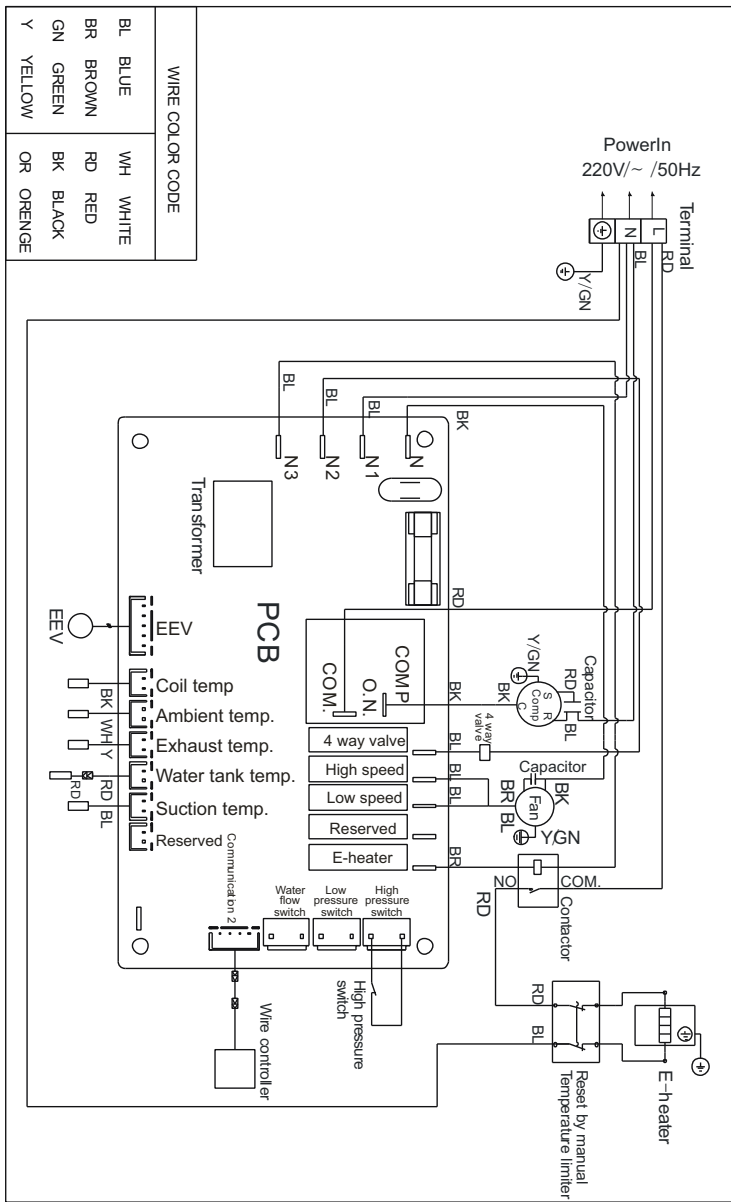 PowerIn
220V/~ /50Hz
Terminal
L
N
RD
BL
Y/GN
WIRE COLOR CODE
BL BLUE
WH WHITE
BR BROWN
RD RED
GN GREEN
BK BLACK
Y YELLOW
OR ORENGE
BL
BL
BL
BK
N3
N2
N1
N
Transformer
PCB
RD
COM.
O.N.
COMP
BK
BK
Y/GN
S
R
C
Comp
RD
BL
Capacitor
EEV
EEV
Coil temp
Ambient temp.
Exhaust temp.
Water tank temp.
Suction temp.
Reserved
BK
WH
Y
RD
RD
BL
4 way valve
High speed
Low speed
Reserved
E-heater
BL
BL
BL
BR
4 way
valve
Capacitor
BR
BL
BK
Fan
Y/GN
NO
COM.
Contactor
RD
Communication 2
Water
flow
switch
Low
pressure
switch
High
pressure
switch
High pressure
switch
Wire controller
RD
BL
Reset by manual
Temperature limiter
E-heater